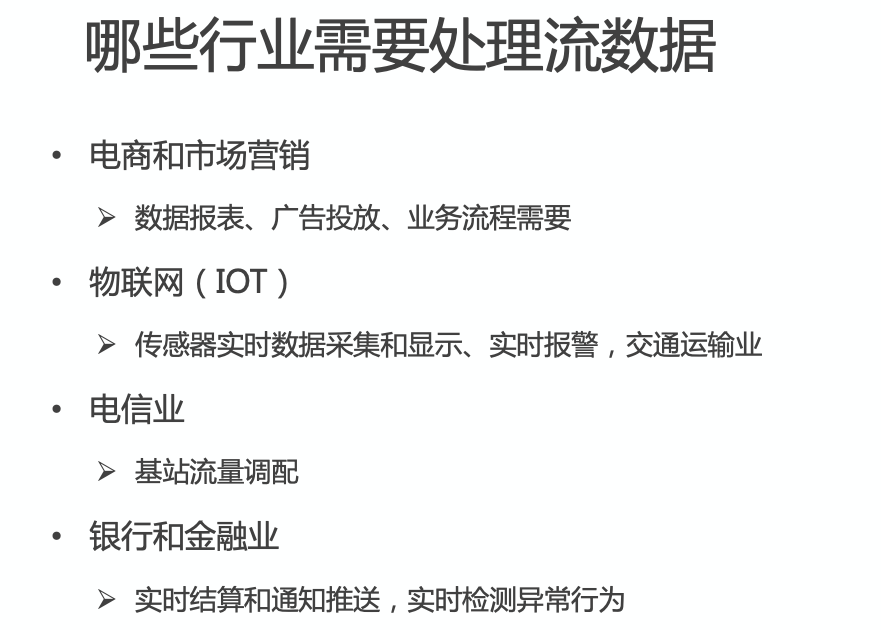 哪些行业需要处理流数据
• 电商和市场营销
➢ 数据报表、广告投放、业务流程需要
• 物联网（IOT）
➢ 传感器实时数据采集和显示、实时报警，交通运输业
• 电信业
➢ 基站流量调配
• 银行和金融业
➢ 实时结算和通知推送，实时检测异常行为